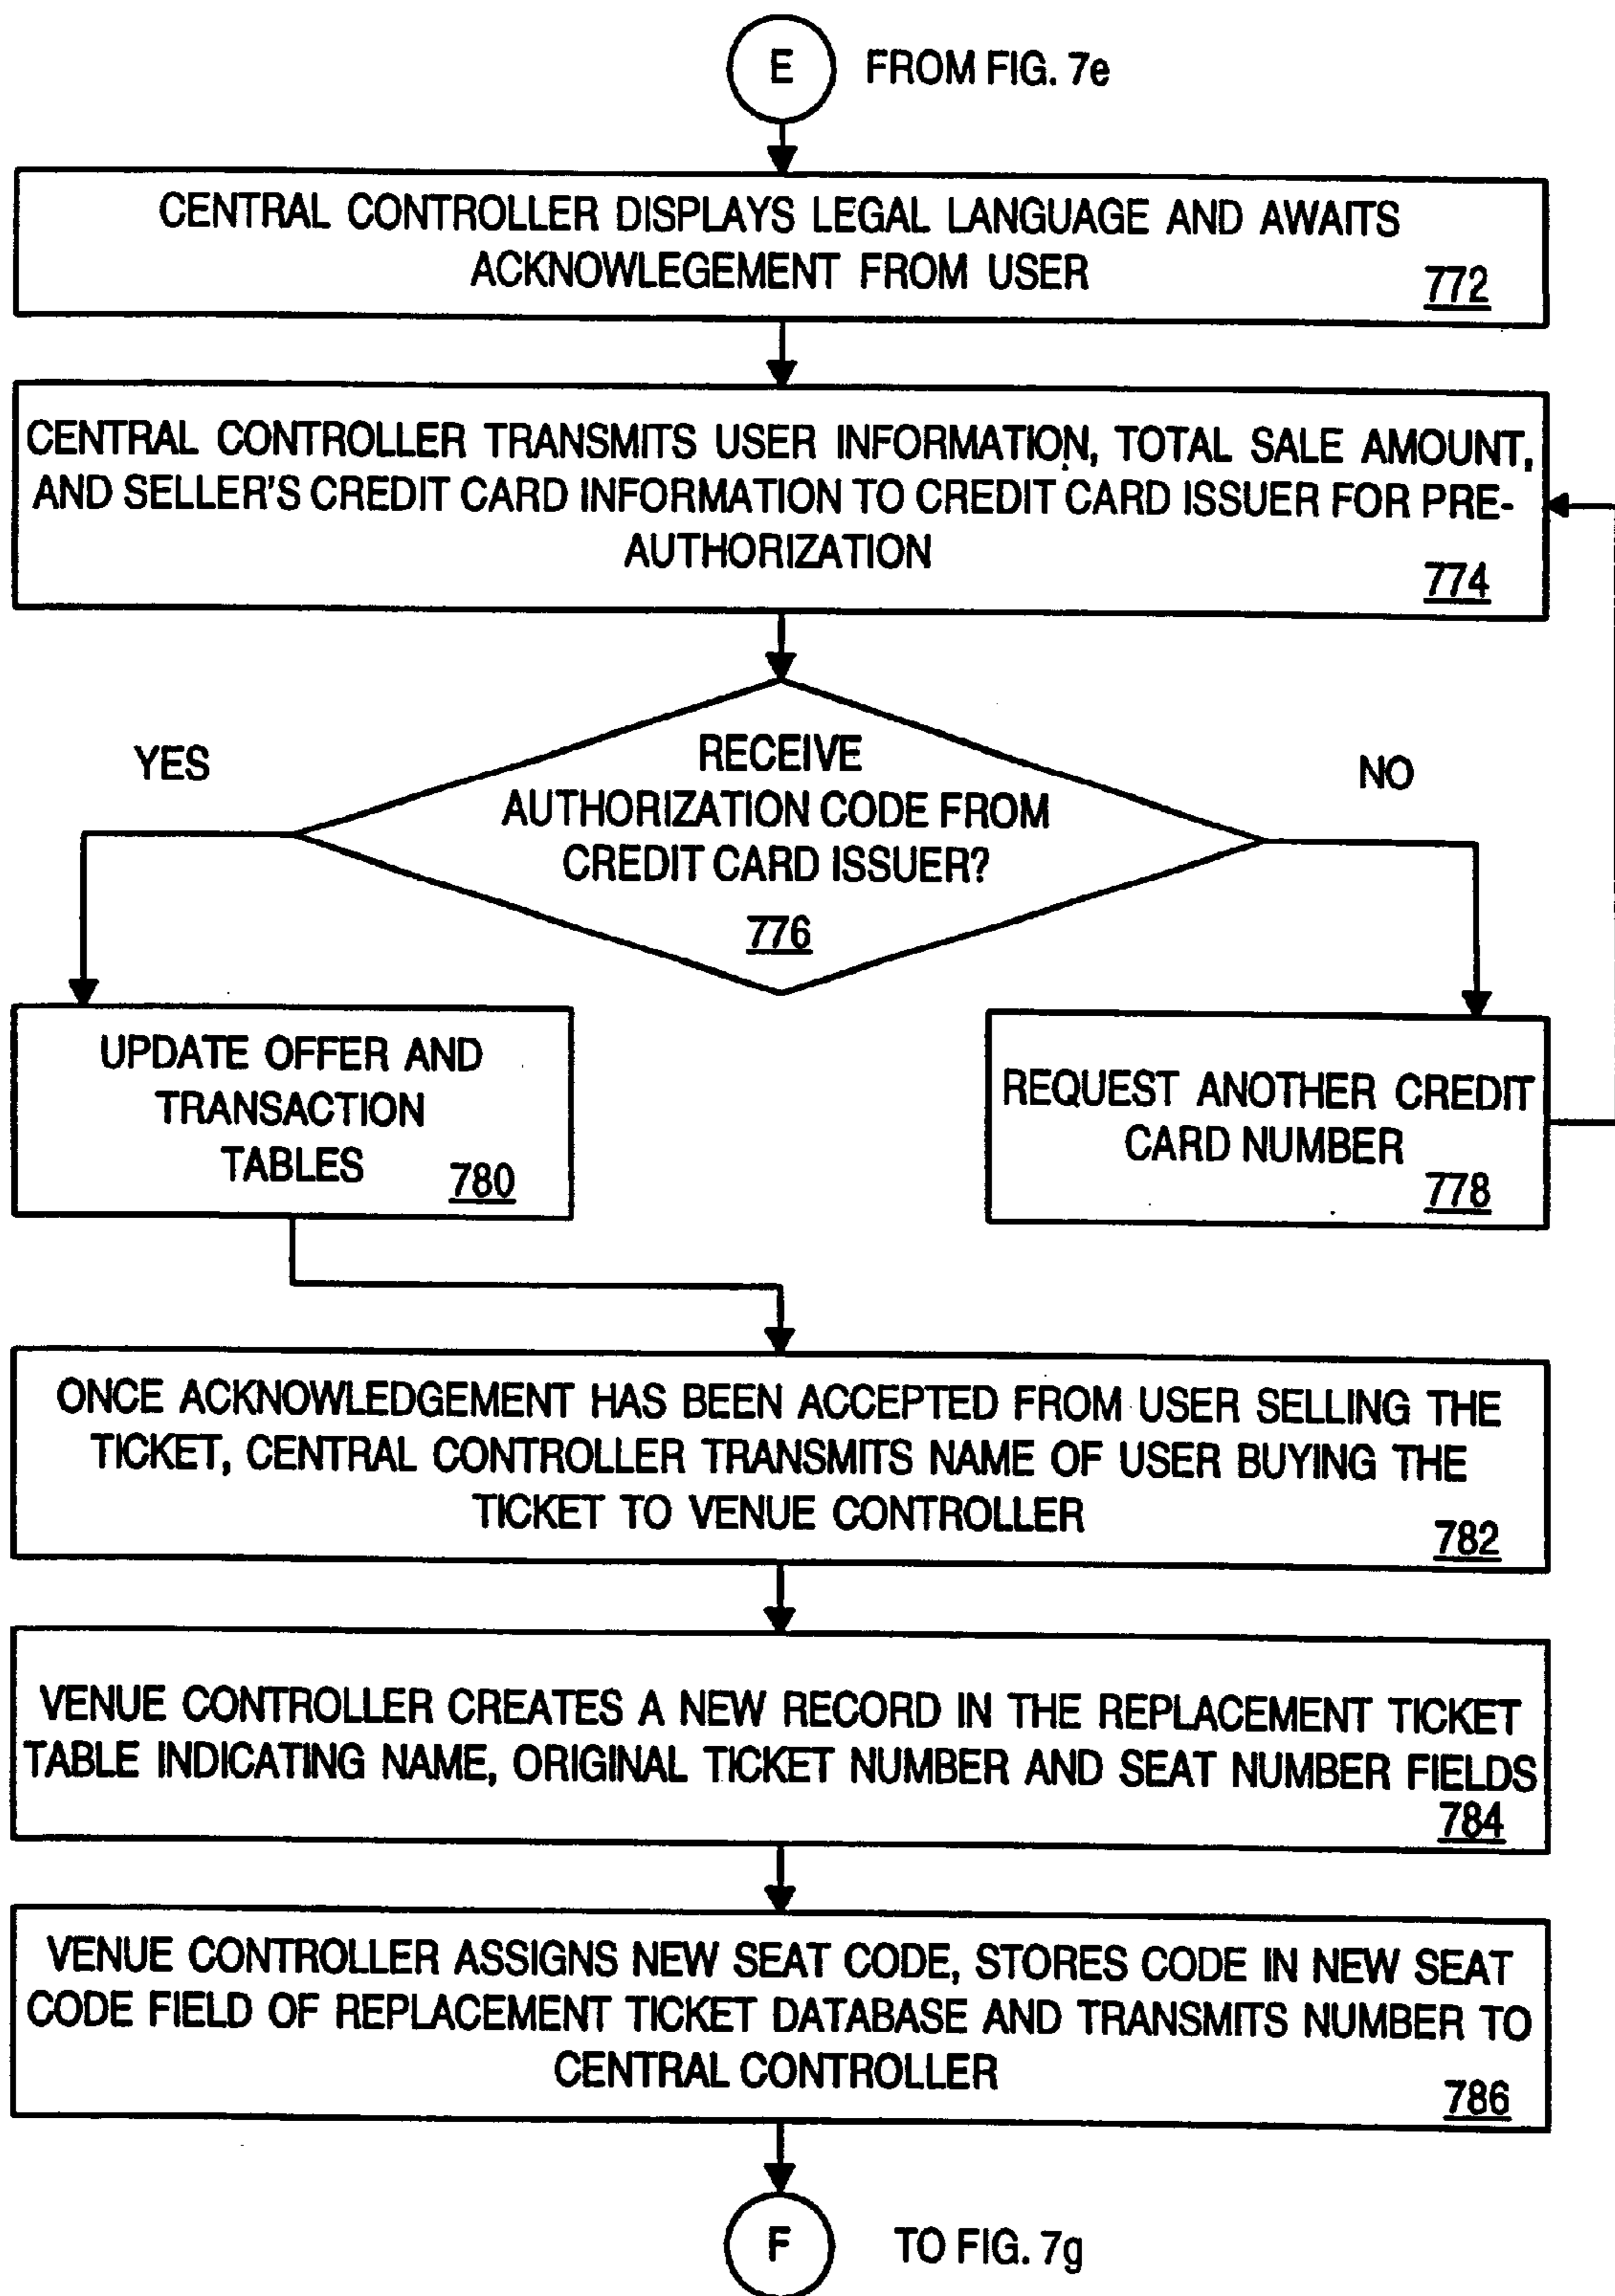 E FROM FIG. 7e
CENTRAL CONTROLLER DISPLAYS LEGAL LANGUAGE AND AWAITS
ACKNOWLEGEMENT FROM USER
772
CENTRAL CONTROLLER TRANSMITS USER INFORMATION, TOTAL SALE AMOUNT,
AND SELLER'S CREDIT CARD INFORMATION TO CREDIT CARD ISSUER FOR PRE-
AUTHORIZATION
774
YES
RECEIVE
AUTHORIZATION CODE FROM
CREDIT CARD ISSUER?
776
NO
UPDATE OFFER AND
TRANSACTION
TABLES
780
REQUEST ANOTHER CREDIT
CARD NUMBER
778
ONCE ACKNOWLEDGEMENT HAS BEEN ACCEPTED FROM USER SELLING THE
TICKET, CENTRAL CONTROLLER TRANSMITS NAME OF USER BUYING THE
TICKET TO VENUE CONTROLLER
782
VENUE CONTROLLER CREATES A NEW RECORD IN THE REPLACEMENT TICKET
TABLE INDICATING NAME, ORIGINAL TICKET NUMBER AND SEAT NUMBER FIELDS
784
VENUE CONTROLLER ASSIGNS NEW SEAT CODE, STORES CODE IN NEW SEAT
CODE FIELD OF REPLACEMENT TICKET DATABASE AND TRANSMITS NUMBER TO
CENTRAL CONTROLLER
786
F TO FIG. 7g